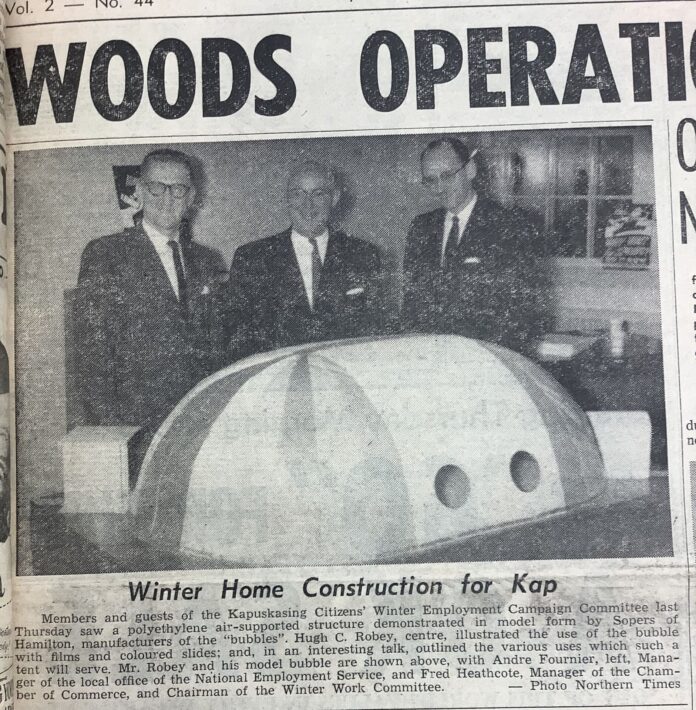 Vol. 2 — No. 44
WOODS OPERATI
Winter Home Construction for Kap
Members and guests of the Kapuskasing Citizens' Winter Employment Campaign Committee last
Thursday saw a polyethylene air-supported structure demonstraated in model form by Sopers of
Hamilton, manufacturers of the "bubbles". Hugh C. Robey, centre, illustrated the use of the bubble
with films and coloured slides; and, in an interesting talk, outlined the various uses which such a
tent will serve. Mr. Robey and his model bubble are shown above, with Andre Fournier, left, Mana-
ger of the local office of the National Employment Service, and Fred Heathcote, Manager of the Cham-
ber of Commerce, and Chairman of the Winter Work Committee. — Photo Northern Times